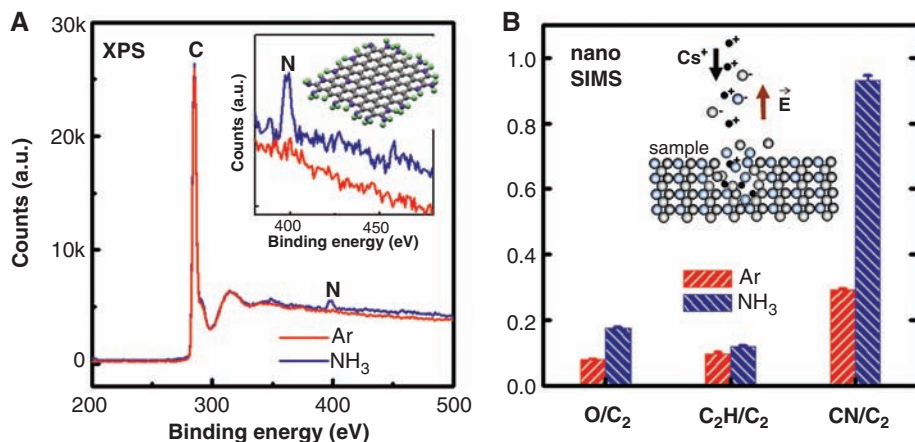 A
XPS
C
N
N
Counts (a.u.)
30k
20k
10k
0
200
300
400
500
Binding energy (eV)
Counts (a.u.)
400
450
Binding energy (eV)
Ar
NH3
B
nano
SIMS
Cs+
E
sample
Ar
NH3
1.0
0.8
0.6
0.4
0.2
0.0
O/C2
C2H/C2
CN/C2